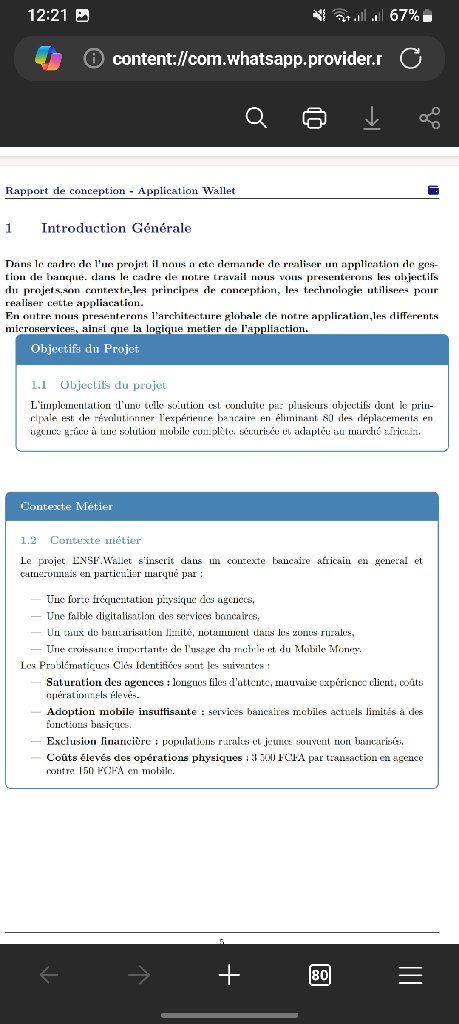 12:21
67%
content://com.whatsapp.provider.r
Rapport de conception - Application Wallet
1 Introduction Générale
Dans le cadre de l'ue projet il nous a ete demande de realiser un application de ges-
tion de banque. dans le cadre de notre travail nous vous presenterons les objectifs
du projets,son contexte,les principes de conception, les technologie utilisees pour
realiser cette appliacation.
En outre nous presenterons l'architecture globale de notre application,les differents
microservices, ainsi que la logique metier de l'appliaction.
Objectifs du Projet
1.1 Objectifs du projet
L'implementation d'une telle solution est conduite par plusieurs objectifs dont le prin-
cipale est de révolutionner l'expérience bancaire en éliminant 80 des déplacements en
agence grâce à une solution mobile complète, sécurisée et adaptée au marché africain.
Contexte Métier
1.2 Contexte métier
Le projet ENSF.Wallet s'inscrit dans un contexte bancaire africain en general et
camerounais en particulier marqué par :
— Une forte fréquentation physique des agences,
— Une faible digitalisation des services bancaires,
— Un taux de bancarisation limité, notamment dans les zones rurales,
— Une croissance importante de l'usage du mobile et du Mobile Money.
Les Problématiques Clés Identifiées sont les suivantes :
— Saturation des agences : longues files d'attente, mauvaise expérience client, coûts
opérationnels élevés.
— Adoption mobile insuffisante : services bancaires mobiles actuels limités à des
fonctions basiques.
— Exclusion financière : populations rurales et jeunes souvent non bancarisés.
— Coûts élevés des opérations physiques : 3 500 FCFA par transaction en agence
contre 150 FCFA en mobile.
5
80